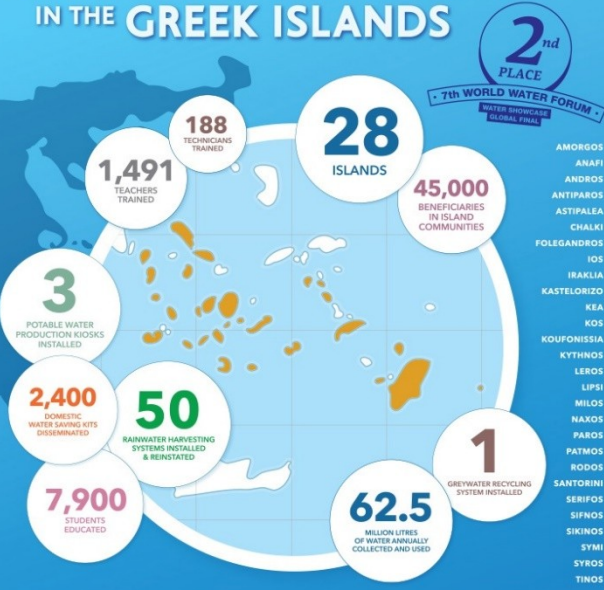 IN THE GREEK ISLANDS
2nd
PLACE
7th WORLD WATER FORUM
WATER SHOWCASE
GLOBAL FINAL
188
TECHNICIANS
TRAINED
28
ISLANDS
1,491
TEACHERS
TRAINED
45,000
BENEFICIARIES
IN ISLAND
COMMUNITIES
3
POTABLE WATER
PRODUCTION KIOSKS
INSTALLED
2,400
DOMESTIC
WATER SAVING KITS
DISSEMINATED
50
RAINWATER HARVESTING
SYSTEMS INSTALLED
& REINSTATED
7,900
STUDENTS
EDUCATED
62.5
MILLION LITRES
OF WATER ANNUALLY
COLLECTED AND USED
1
GREYWATER RECYCLING
SYSTEM INSTALLED
AMORGOS
ANAFI
ANDROS
ANTIPAROS
ASTIPALEA
CHALKI
FOLEGANDROS
IOS
IRAKLIA
KASTELORIZO
KEA
KOS
KOUFONISSIA
KYTHNOS
LEROS
LIPSI
MILOS
NAXOS
PAROS
PATMOS
RODOS
SANTORINI
SERIFOS
SIFNOS
SIKINOS
SYMI
SYROS
TINOS